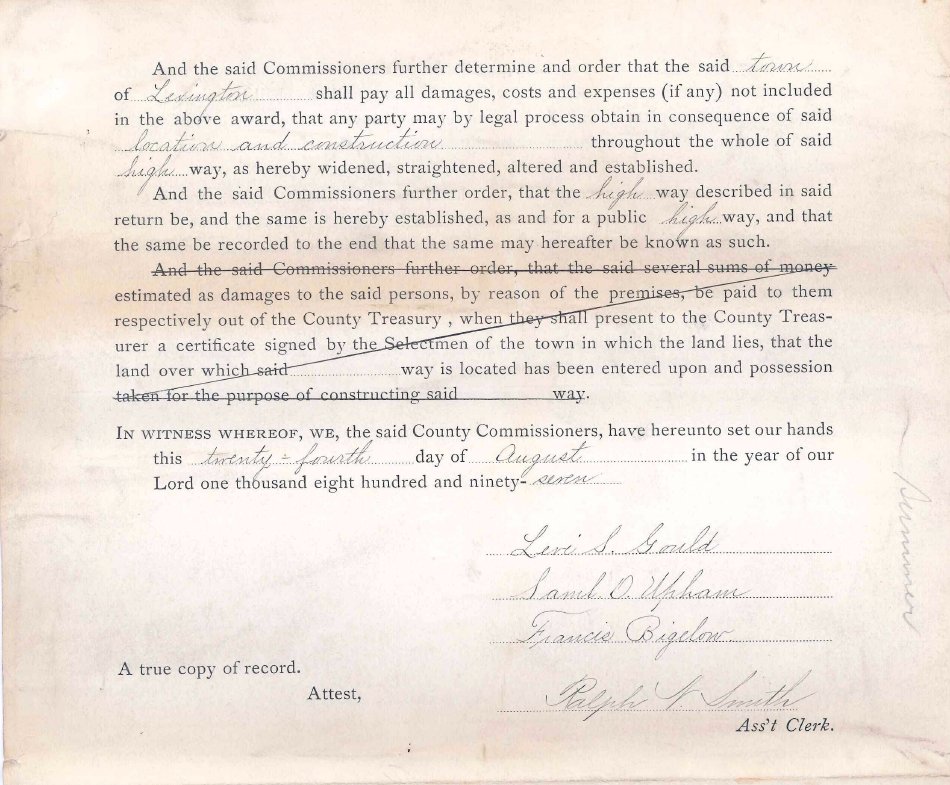 And the said Commissioners further determine and order that the said town
of Lexington shall pay all damages, costs and expenses (if any) not included
in the above award, that any party may by legal process obtain in consequence of said
location and construction throughout the whole of said
high way, as hereby widened, straightened, altered and established.
And the said Commissioners further order, that the high way described in said
return be, and the same is hereby established, as and for a public high way, and that
the same be recorded to the end that the same may hereafter be known as such.
And the said Commissioners further order, that the said several sums of money
estimated as damages to the said persons, by reason of the premises, be paid to them
respectively out of the County Treasury , when they shall present to the County Treas-
urer a certificate signed by the Selectmen of the town in which the land lies, that the
land over which said way is located has been entered upon and possession
taken for the purpose of constructing said way.
IN WITNESS WHEREOF, WE, the said County Commissioners, have hereunto set our hands
this twenty-fourth day of August in the year of our
Lord one thousand eight hundred and ninety-seven
Levi S. Gould
Saml O. Upham
Francis Bigelow.
A true copy of record.
Attest,
Ralph N. Smith
Ass't Clerk.